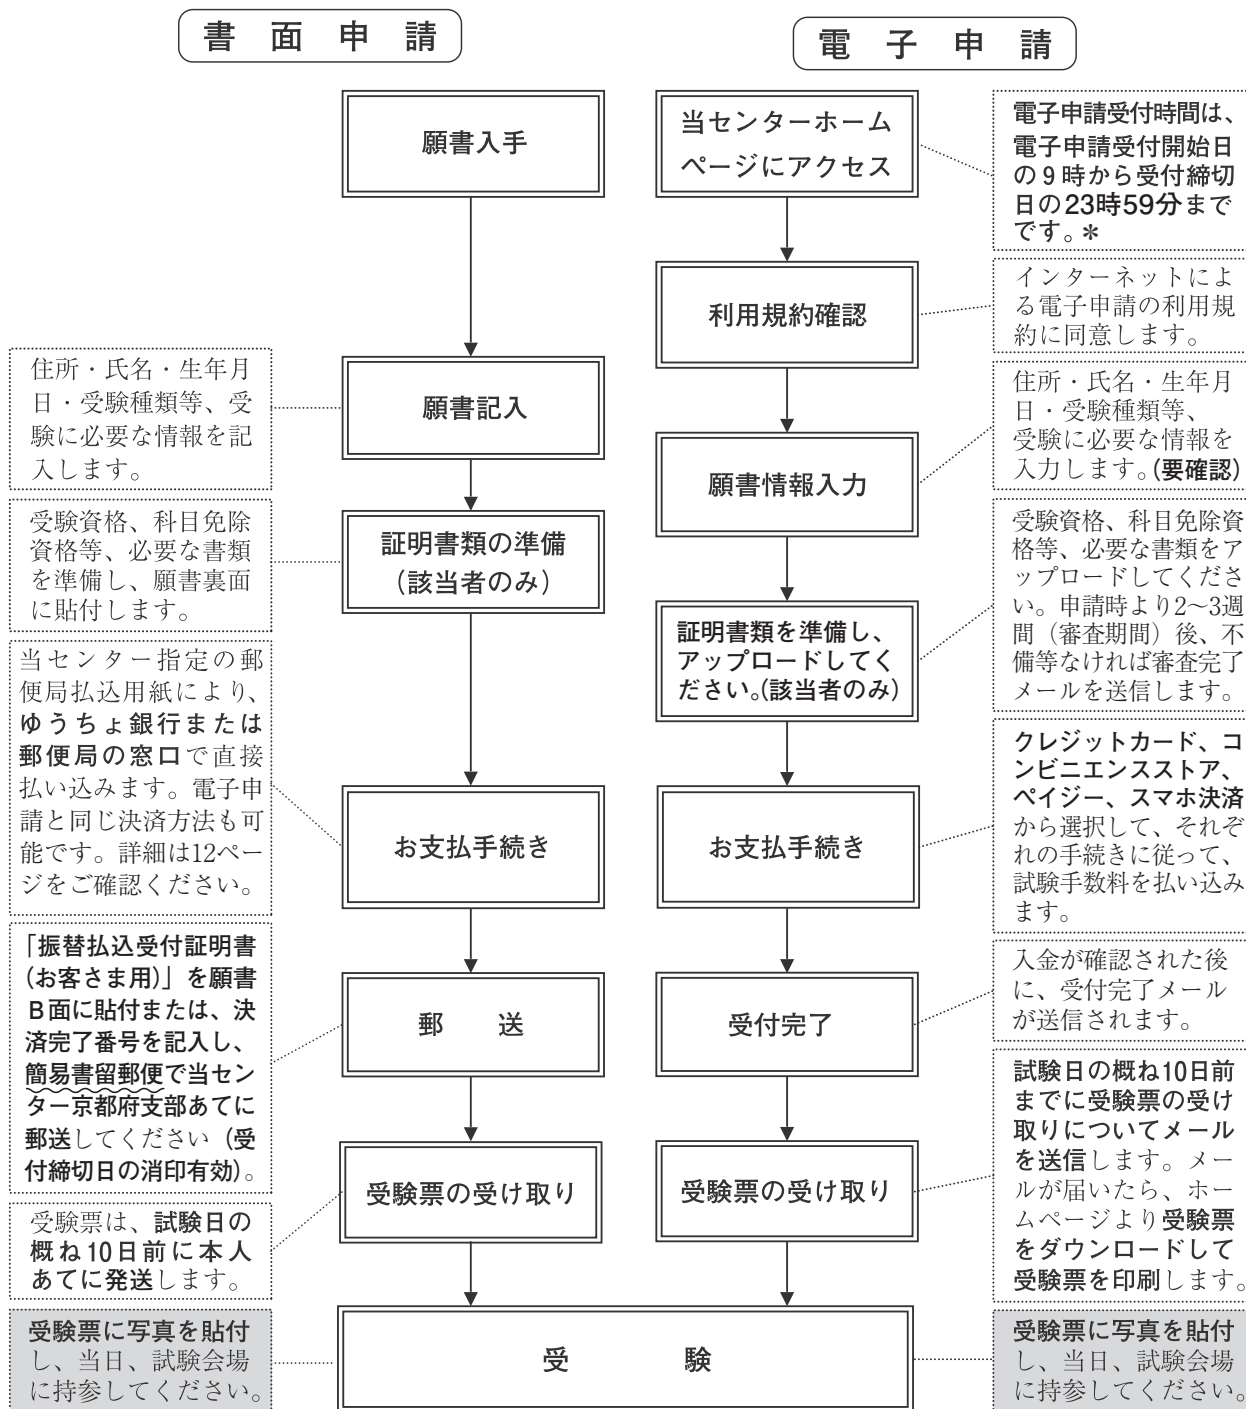 書面申請
願書入手
住所・氏名・生年月
日・受験種類等、受
験に必要な情報を記
入します。
願書記入
受験資格、科目免除
資格等、必要な書類
を準備し、願書裏面
に貼付します。
証明書類の準備
(該当者のみ)
当センター指定の郵
便局払込用紙により、
ゆうちょ銀行または
郵便局の窓口で直接
払い込みます。電子申
請と同じ決済方法も可
能です。詳細は12ペー
ジをご確認ください。
お支払手続き
「振替払込受付証明書
(お客さま用)」を願書
B面に貼付または、決
済完了番号を記入し、
簡易書留郵便で当セン
ター京都府支部あてに
郵送してください(受
付締切日の消印有効)。
郵送
受験票の受け取り
受験票は、試験日の
概ね10日前に本人
あてに発送します。
電子申請
当センターホーム
ページにアクセス
電子申請受付時間は、
電子申請受付開始日
の9時から受付締切
日の23時59分まで
です。＊
利用規約確認
インターネットによ
る電子申請の利用規
約に同意します。
願書情報入力
住所・氏名・生年月
日・受験種類等、
受験に必要な情報を
入力します。(要確認)
証明書類を準備し、
アップロードしてく
ださい。(該当者のみ)
受験資格、科目免除資
格等、必要な書類をア
ップロードしてくださ
い。申請時より2～3週
間（審査期間）後、不
備等なければ審査完了
メールを送信します。
お支払手続き
クレジットカード、コ
ンビニエンスストア、
ペイジー、スマホ決済
から選択して、それぞ
れの手続きに従って、
試験手数料を払い込み
ます。
受付完了
入金が確認された後
に、受付完了メール
が送信されます。
受験票の受け取り
試験日の概ね10日前
までに受験票の受け
取りについてメール
を送信します。メー
ルが届いたら、ホー
ムページより受験票
をダウンロードして
受験票を印刷します。
受験
受験票に写真を貼付
し、当日、試験会場
に持参してください。
受験票に写真を貼付
し、当日、試験会場
に持参してください。